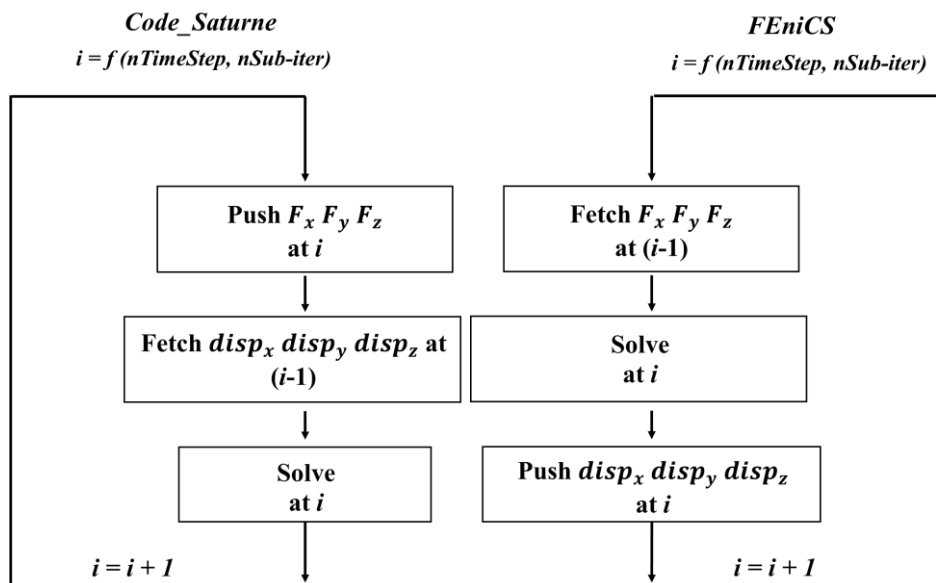 Code_Saturne
i = f (nTimeStep, nSub-iter)
FEniCS
i = f (nTimeStep, nSub-iter)
Push F_x F_y F_z
at i
Fetch F_x F_y F_z
at (i-1)
Fetch disp_x disp_y disp_z at
(i-1)
Solve
at i
Solve
at i
Push disp_x disp_y disp_z
at i
i = i + 1
i = i + 1